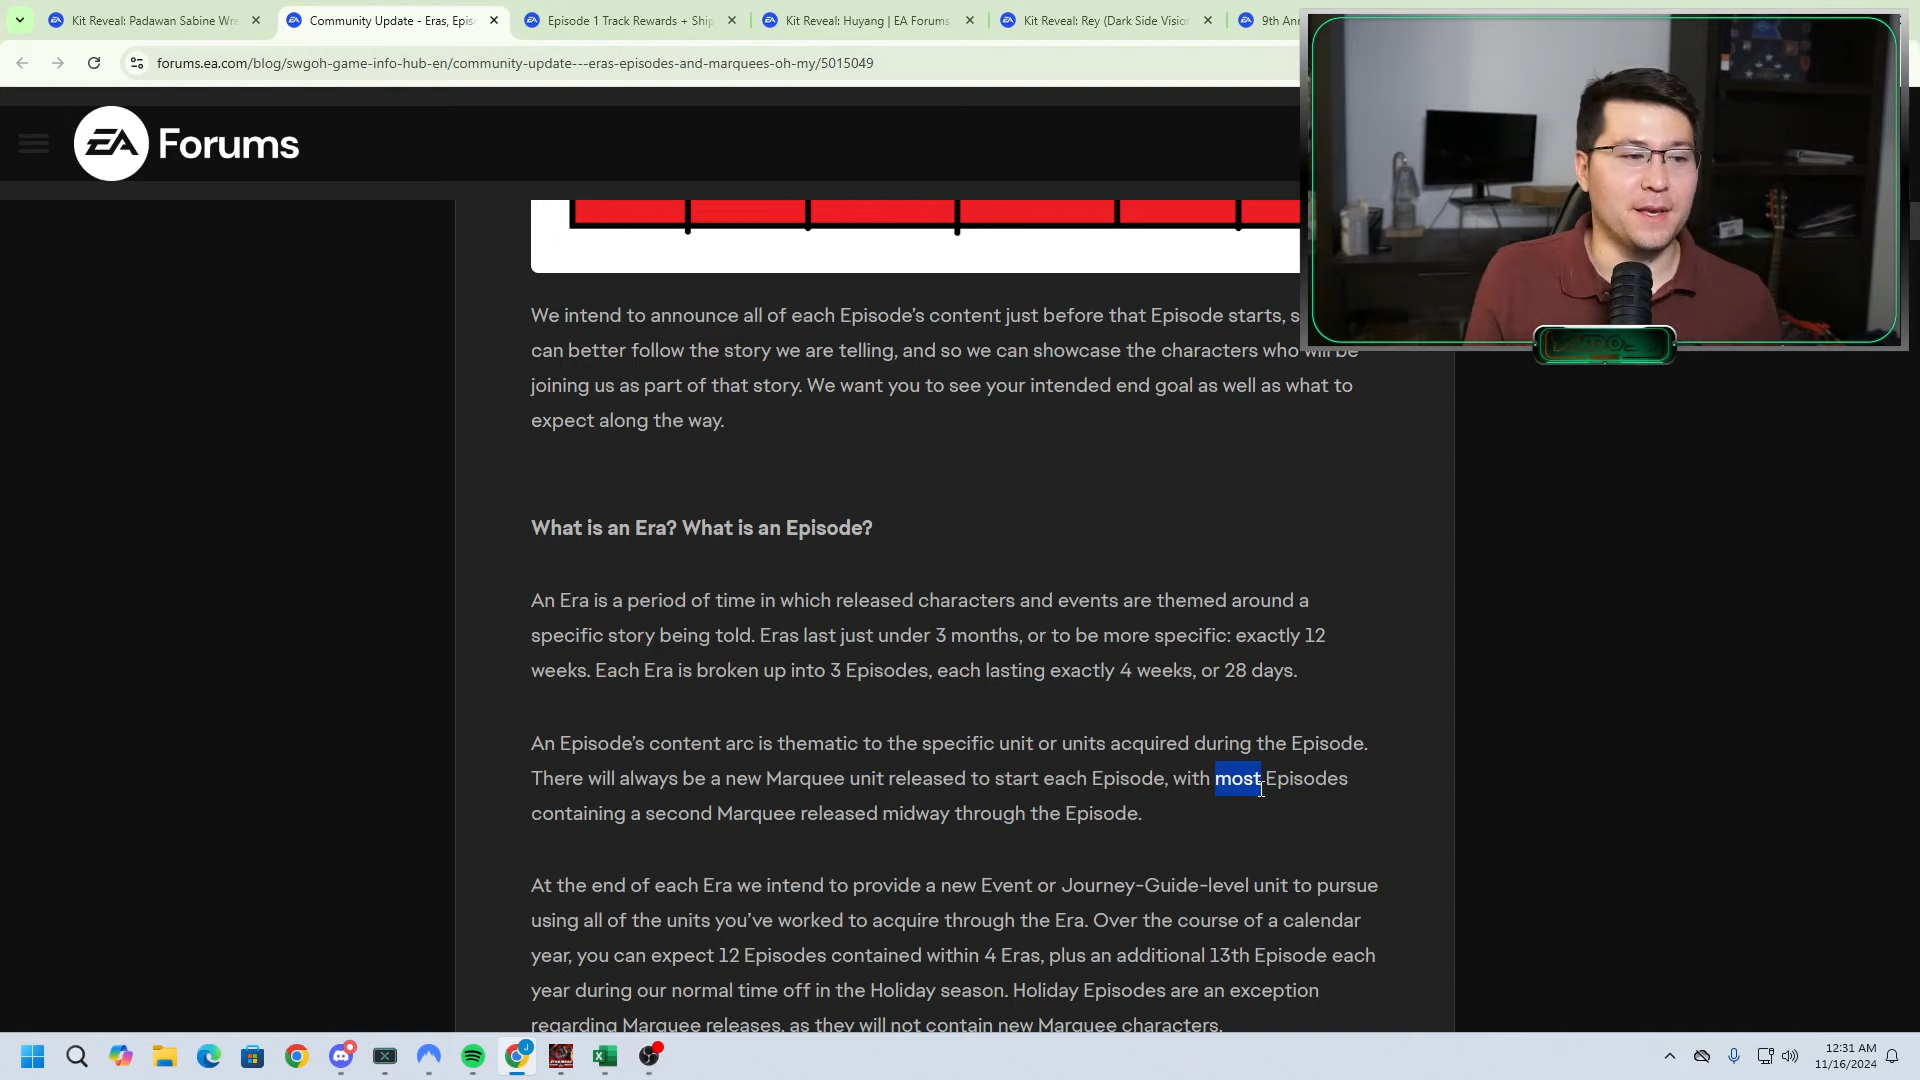 Kit Reveal: Padawan Sabine Wre
Community Update - Eras, Epis
Episode 1 Track Rewards + Ship
Kit Reveal: Huyang | EA Forums
Kit Reveal: Rey (Dark Side Vision
9th Ann
forums.ea.com/blog/swgoh-game-info-hub-en/community-update---eras-episodes-and-marquees-oh-my/5015049
EA Forums
We intend to announce all of each Episode's content just before that Episode starts, s
can better follow the story we are telling, and so we can showcase the characters who will be
joining us as part of that story. We want you to see your intended end goal as well as what to
expect along the way.
What is an Era? What is an Episode?
An Era is a period of time in which released characters and events are themed around a
specific story being told. Eras last just under 3 months, or to be more specific: exactly 12
weeks. Each Era is broken up into 3 Episodes, each lasting exactly 4 weeks, or 28 days.
An Episode's content arc is thematic to the specific unit or units acquired during the Episode.
There will always be a new Marquee unit released to start each Episode, with most Episodes
containing a second Marquee released midway through the Episode.
At the end of each Era we intend to provide a new Event or Journey-Guide-level unit to pursue
using all of the units you've worked to acquire through the Era. Over the course of a calendar
year, you can expect 12 Episodes contained within 4 Eras, plus an additional 13th Episode each
year during our normal time off in the Holiday season. Holiday Episodes are an exception
regarding Marquee releases, as they will not contain new Marquee characters.
12:31 AM
11/16/2024